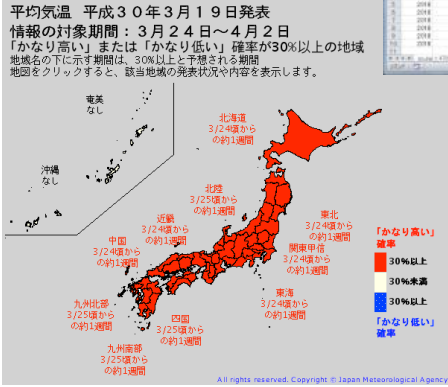 平均気温 平成３０年３月１９日発表
情報の対象期間：３月２４日～４月２日
「かなり高い」または「かなり低い」確率が30%以上の地域
地域名の下に示す期間は、30%以上と予想される期間
地図をクリックすると、該当地域の発表状況や内容を表示します。
奄美
なし
沖縄
なし
北海道
3/24頃から
の約1週間
北陸
3/25頃から
の約1週間
近畿
3/24頃から
の約1週間
東北
3/24頃から
の約1週間
中国
3/24頃から
の約1週間
関東甲信
3/24頃から
の約1週間
九州北部
3/25頃から
の約1週間
四国
3/25頃から
の約1週間
東海
3/24頃から
の約1週間
九州南部
3/25頃から
の約1週間
「かなり高い」
確率
30%以上
30%未満
30%以上
「かなり低い」
確率
All rights reserved. Copyright © Japan Meteorological Agency